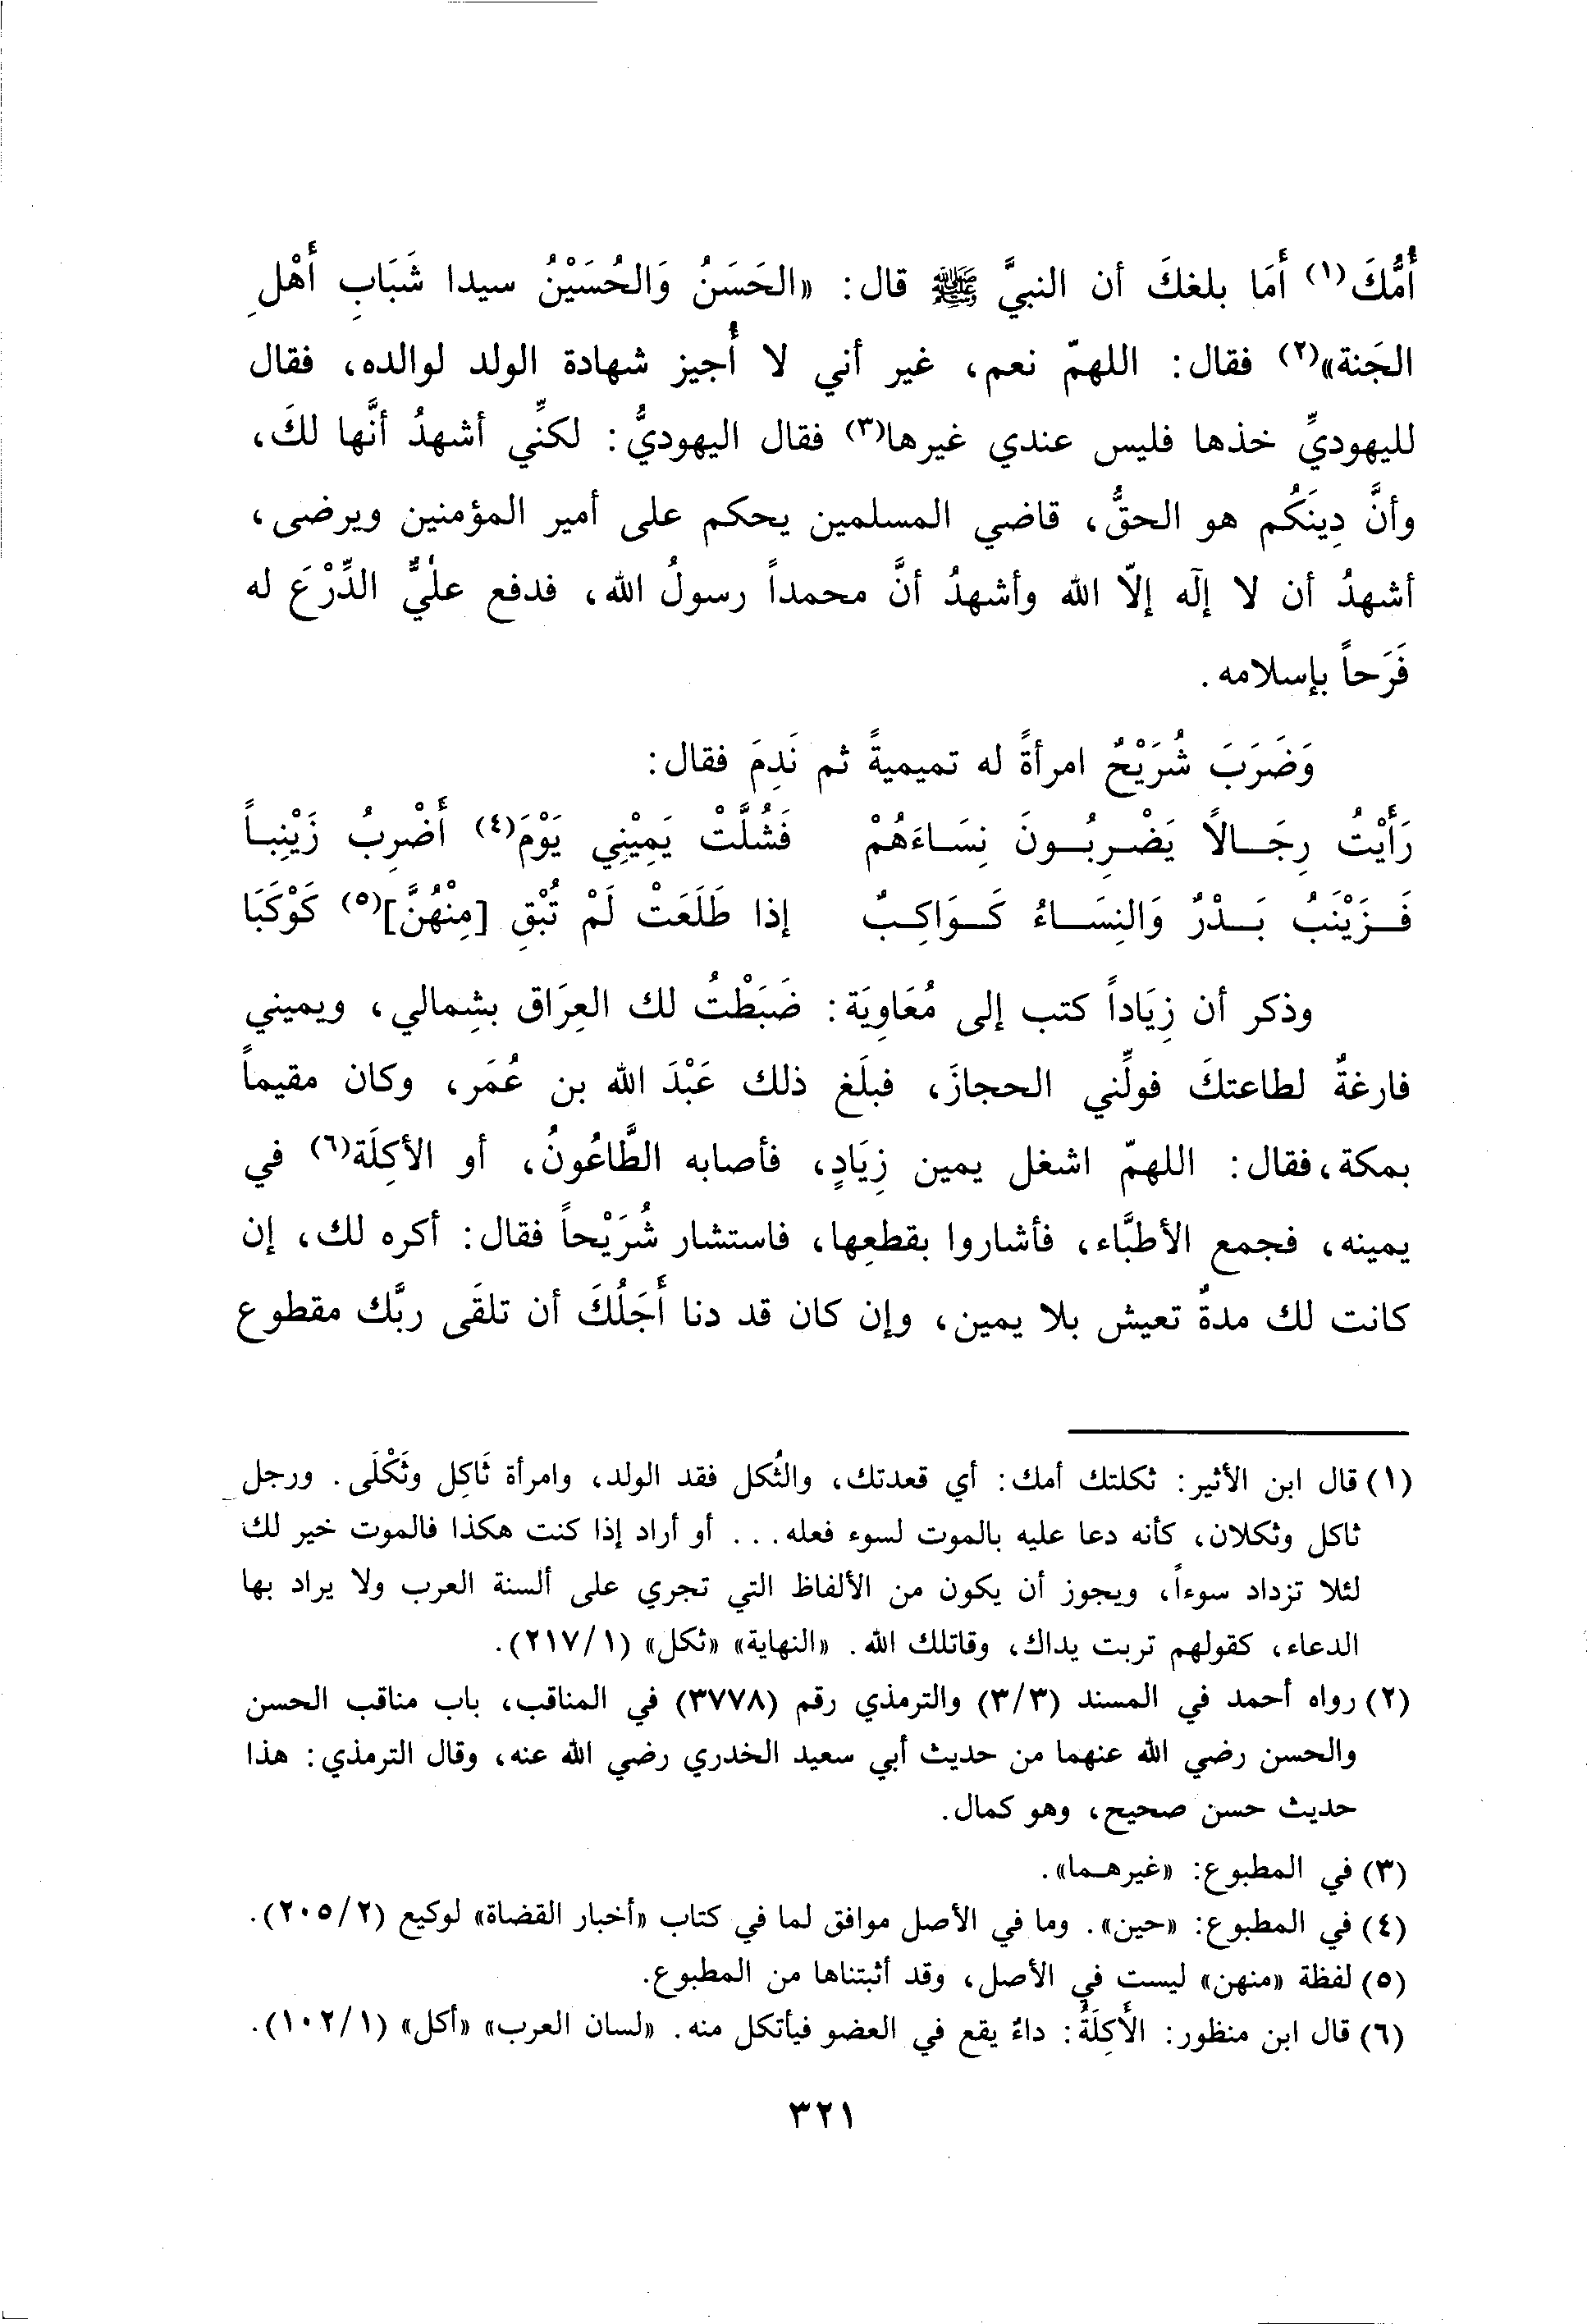 أُمُّكَ(١) أَمَا بلغكَ أن النبيَّ ﷺ قال: «الحَسَنُ وَالحُسَيْنُ سيدا شَبَابِ أَهْلِ
الجَنة»(٢) فقال: اللهمّ نعم، غير أني لا أُجيز شهادة الولد لوالده، فقال
لليهوديِّ خذها فليس عندي غيرها(٣) فقال اليهوديُّ: لكنِّي أشهدُ أنَّها لكَ،
وأنَّ دِينَكُم هو الحقُّ، قاضي المسلمين يحكم على أمير المؤمنين ويرضى،
أشهدُ أن لا إلٓه إلّا الله وأشهدُ أنَّ محمداً رسولُ الله، فدفع عليٌّ الدِّرْعَ له
فَرَحاً بإسلامه.
وَضَرَبَ شُرَيْحٌ امرأةً له تميميةً ثم نَدِمَ فقال:
رَأَيْتُ رِجَــالًا يَضْـرِبُــونَ نِسَـاءَهُمْ فَشُلَّتْ يَمِيْنِي يَوْمَ(٤) أَضْرِبُ زَيْنِبـاً
فَـزَيْنَبُ بَــدْرٌ وَالنِسَــاءُ كَــوَاكِـبٌ إذا طَلَعَتْ لَمْ تُبْقِ [مِنْهُنَّ](٥) كَوْكَبَا
وذكر أن زِيَاداً كتب إلى مُعَاوِيَة: ضَبَطْتُ لك العِرَاق بشِمالي، ويميني
فارغةٌ لطاعتكَ فولِّني الحجازَ، فبلَغ ذلك عَبْدَ الله بن عُمَر، وكان مقيماً
بمكة، فقال: اللهمّ اشغل يمين زِيَادٍ، فأصابه الطَّاعُونُ، أو الأكِلَة(٦) في
يمينه، فجمع الأطبَّاء، فأشاروا بقطعِها، فاستشار شُرَيْحاً فقال: أكره لك، إن
كانت لك مدةٌ تعيش بلا يمين، وإن كان قد دنا أَجَلُكَ أن تلقَى ربَّك مقطوع
(١) قال ابن الأثير: ثكلتك أمك: أي قعدتك، والثُكل فقد الولد، وامرأة ثَاكِل وثَكْلَى. ورجل
ثاكل وثكلان، كأنه دعا عليه بالموت لسوء فعله... أو أراد إذا كنت هكذا فالموت خير لك
لئلا تزداد سوءاً، ويجوز أن يكون من الألفاظ التي تجري على ألسنة العرب ولا يراد بها
الدعاء، كقولهم تربت يداك، وقاتلك الله. «النهاية» «ثكل» (٢١٧/١).
(٢) رواه أحمد في المسند (٣/٣) والترمذي رقم (٣٧٧٨) في المناقب، باب مناقب الحسن
والحسن رضي الله عنهما من حديث أبي سعيد الخدري رضي الله عنه، وقال الترمذي: هذا
حديث حسن صحيح، وهو كمال.
(٣) في المطبوع: «غيرهـما».
(٤) في المطبوع: «حين». وما في الأصل موافق لما في كتاب «أخبار القضاة» لوكيع (٢٠٥/٢).
(٥) لفظة «منهن» ليست في الأصل، وقد أثبتناها من المطبوع.
(٦) قال ابن منظور: الأَكِلَةُ: داءٌ يقع في العضو فيأتكل منه. «لسان العرب» «أكل» (١٠٢/١).
٣٢١